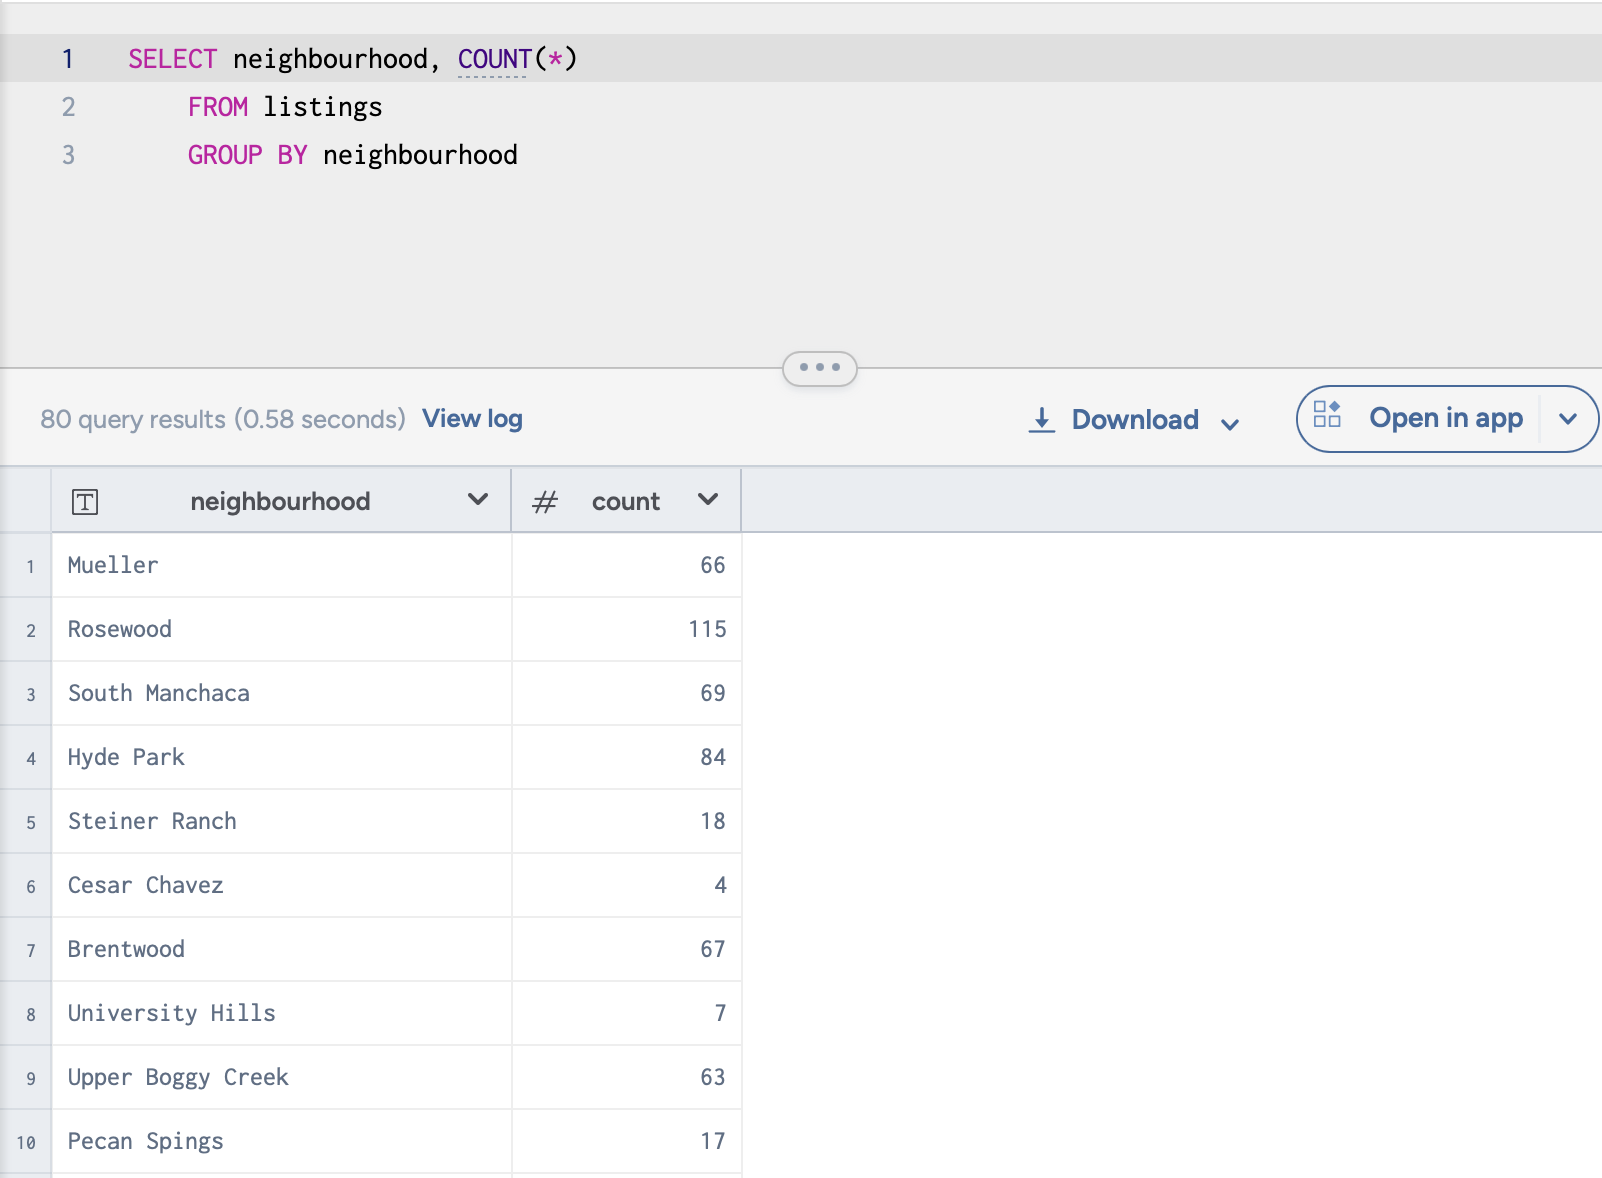 1 SELECT neighbourhood, COUNT(*)
2 FROM listings
3 GROUP BY neighbourhood
80 query results (0.58 seconds) View log Download Open in app
neighbourhood # count
1 Mueller 66
2 Rosewood 115
3 South Manchaca 69
4 Hyde Park 84
5 Steiner Ranch 18
6 Cesar Chavez 4
7 Brentwood 67
8 University Hills 7
9 Upper Boggy Creek 63
10 Pecan Spings 17